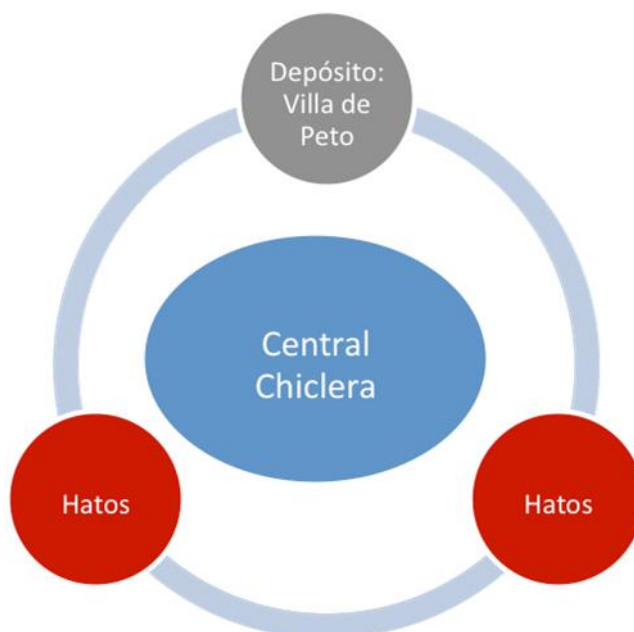 Depósito:
Villa de
Peto
Central
Chiclera
Hatos
Hatos